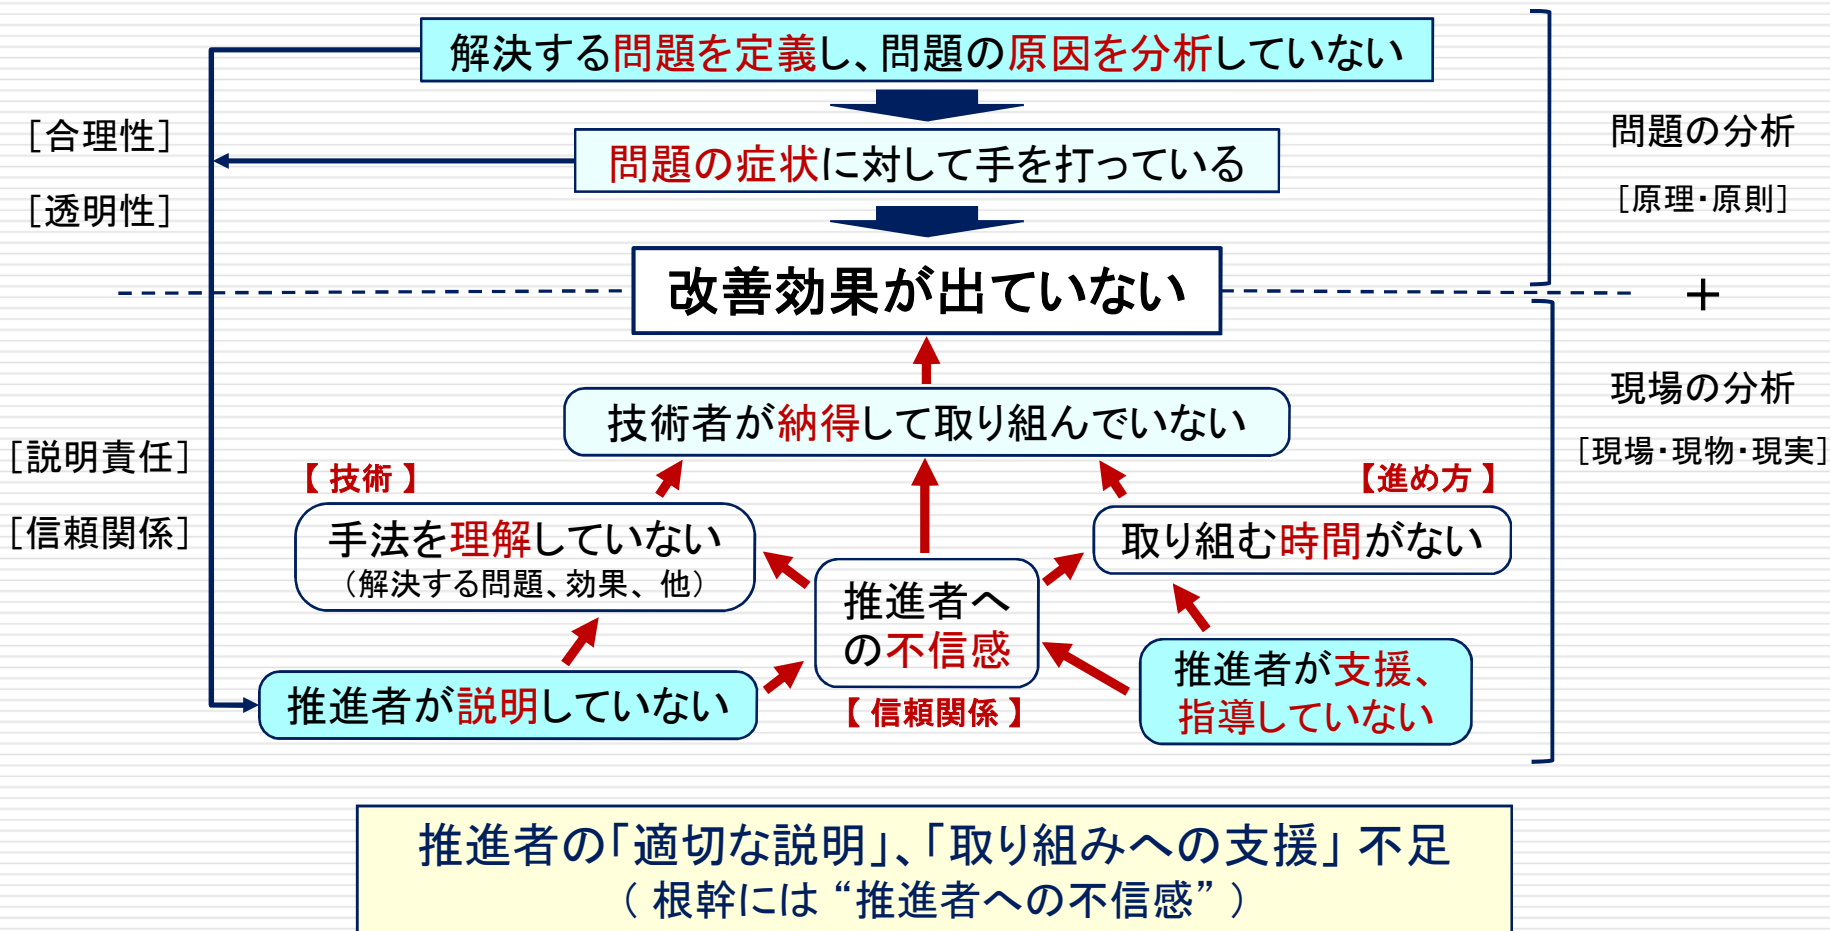 解決する問題を定義し、問題の原因を分析していない
［合理性］
問題の症状に対して手を打っている
問題の分析
［透明性］
［原理・原則］
改善効果が出ていない
＋
技術者が納得して取り組んでいない
現場の分析
［説明責任］
［現場・現物・現実］
【 技術 】
【進め方 】
［信頼関係］
手法を理解していない
（解決する問題、効果、他）
取り組む時間がない
推進者へ
の不信感
【 信頼関係 】
推進者が説明していない
推進者が支援、
指導していない
推進者の「適切な説明」、「取り組みへの支援」 不足
（ 根幹には “推進者への不信感” ）